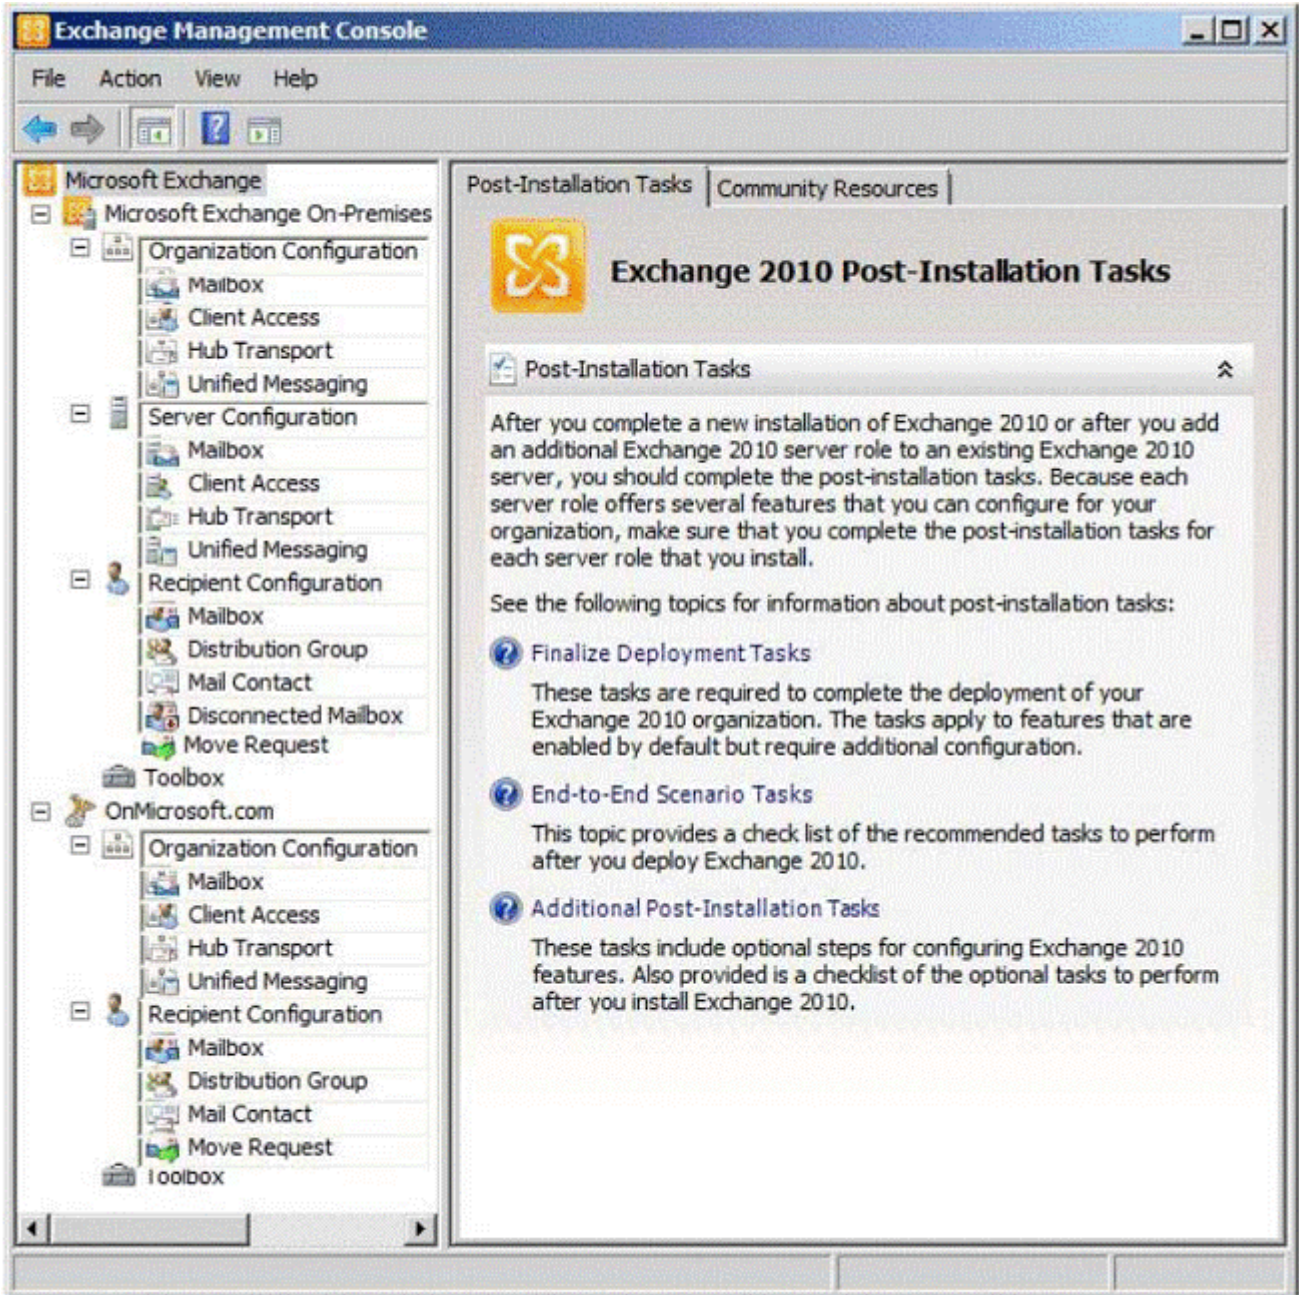 Exchange Management Console
File Action View Help
Microsoft Exchange
Microsoft Exchange On-Premises
Organization Configuration
Mailbox
Client Access
Hub Transport
Unified Messaging
Server Configuration
Mailbox
Client Access
Hub Transport
Unified Messaging
Recipient Configuration
Mailbox
Distribution Group
Mail Contact
Disconnected Mailbox
Move Request
Toolbox
OnMicrosoft.com
Organization Configuration
Mailbox
Client Access
Hub Transport
Unified Messaging
Recipient Configuration
Mailbox
Distribution Group
Mail Contact
Move Request
Toolbox
Post-Installation Tasks Community Resources
Exchange 2010 Post-Installation Tasks
Post-Installation Tasks
After you complete a new installation of Exchange 2010 or after you add
an additional Exchange 2010 server role to an existing Exchange 2010
server, you should complete the post-installation tasks. Because each
server role offers several features that you can configure for your
organization, make sure that you complete the post-installation tasks for
each server role that you install.
See the following topics for information about post-installation tasks:
Finalize Deployment Tasks
These tasks are required to complete the deployment of your
Exchange 2010 organization. The tasks apply to features that are
enabled by default but require additional configuration.
End-to-End Scenario Tasks
This topic provides a check list of the recommended tasks to perform
after you deploy Exchange 2010.
Additional Post-Installation Tasks
These tasks include optional steps for configuring Exchange 2010
features. Also provided is a checklist of the optional tasks to perform
after you install Exchange 2010.